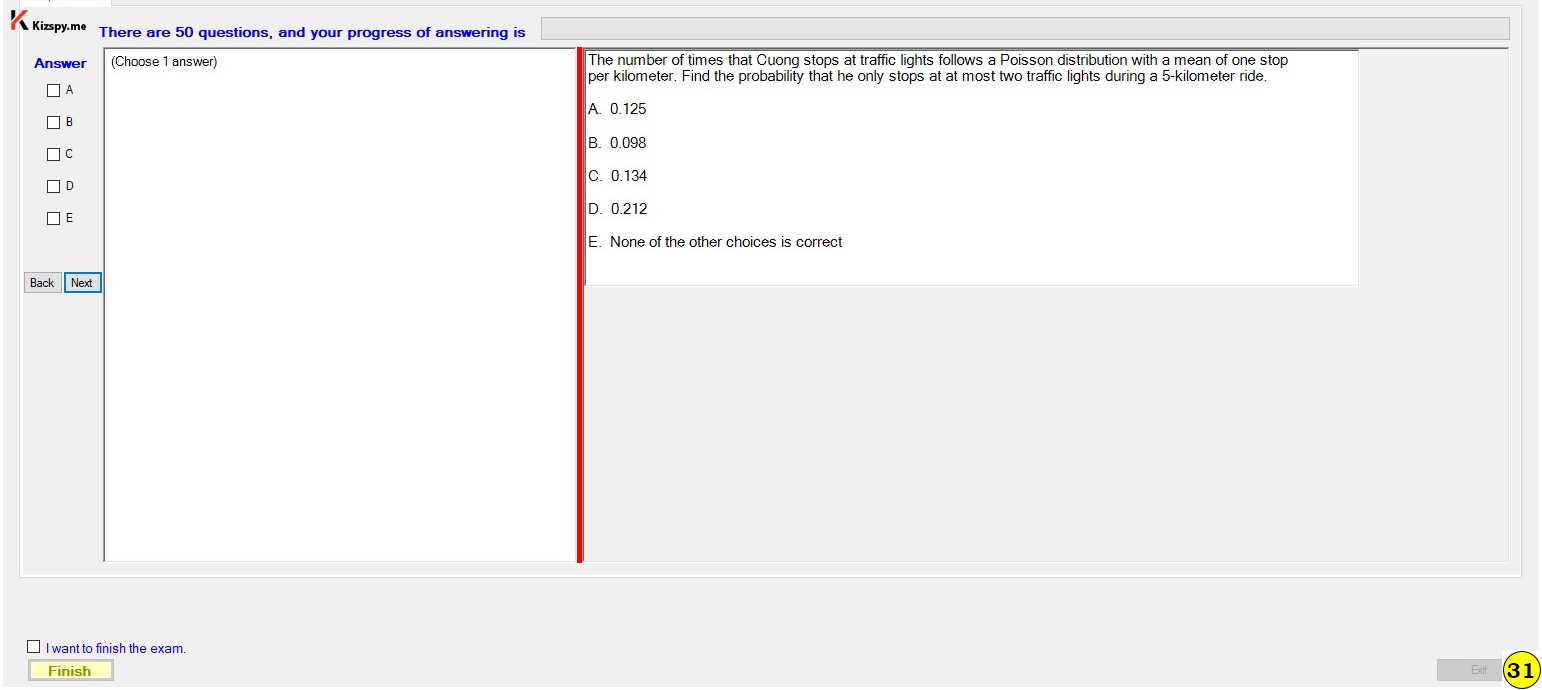 Kizspy.me
There are 50 questions, and your progress of answering is
Answer
(Choose 1 answer)
A
B
C
D
E
Back
Next
The number of times that Cuong stops at traffic lights follows a Poisson distribution with a mean of one stop
per kilometer. Find the probability that he only stops at at most two traffic lights during a 5-kilometer ride.
A. 0.125
B. 0.098
C. 0.134
D. 0.212
E. None of the other choices is correct
I want to finish the exam.
Finish
Exit
31